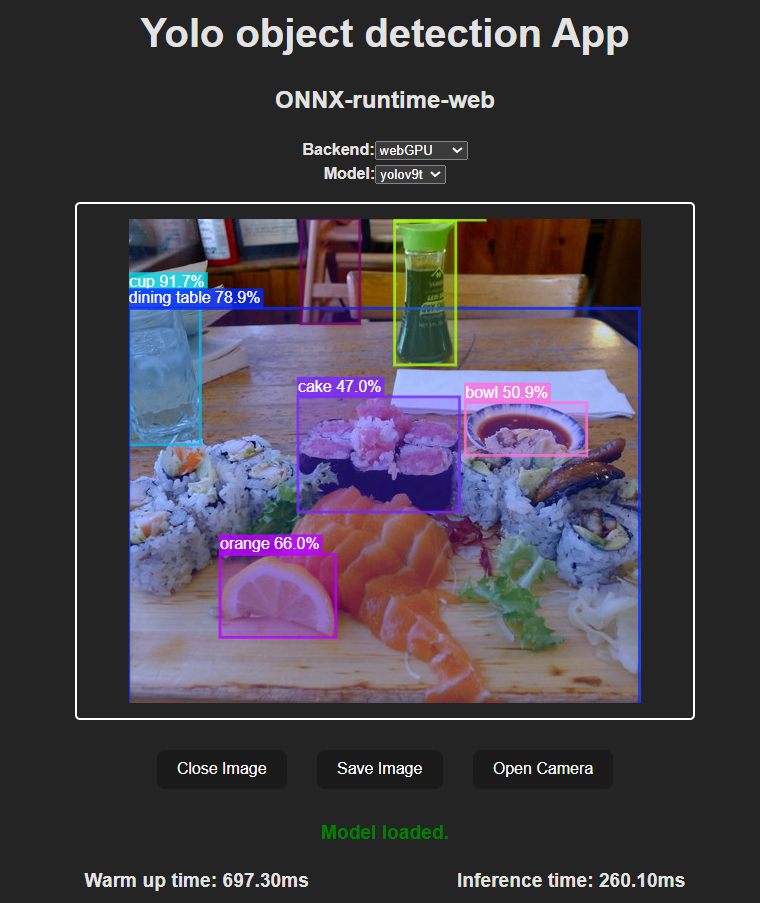 Yolo object detection App
ONNX-runtime-web
Backend: webGPU
Model: yolov9t
cup 91.7%
dining table 78.9%
cake 47.0%
bowl 50.9%
orange 66.0%
Close Image
Save Image
Open Camera
Model loaded.
Warm up time: 697.30ms
Inference time: 260.10ms